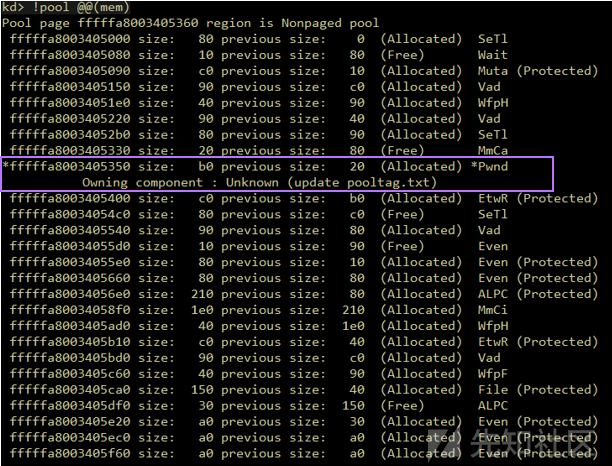 kd> !pool @@(mem)
Pool page fffffa8003405360 region is Nonpaged pool
fffffa8003405000 size: 80 previous size: 0 (Allocated) SeTl
fffffa8003405080 size: 10 previous size: 80 (Free) Wait
fffffa8003405090 size: c0 previous size: 10 (Allocated) Muta (Protected)
fffffa8003405150 size: 90 previous size: c0 (Allocated) Vad
fffffa80034051e0 size: 40 previous size: 90 (Allocated) WfpH
fffffa8003405220 size: 90 previous size: 40 (Allocated) Vad
fffffa80034052b0 size: 80 previous size: 90 (Allocated) SeTl
fffffa8003405330 size: 20 previous size: 80 (Free) MmCa
*fffffa8003405350 size: b0 previous size: 20 (Allocated) *Pwnd
Owning component : Unknown (update pooltag.txt)
fffffa8003405400 size: c0 previous size: b0 (Allocated) EtwR (Protected)
fffffa80034054c0 size: 80 previous size: c0 (Free) SeTl
fffffa8003405540 size: 90 previous size: 80 (Allocated) Vad
fffffa80034055d0 size: 10 previous size: 90 (Free) Even
fffffa80034055e0 size: 80 previous size: 10 (Allocated) Even (Protected)
fffffa8003405660 size: 80 previous size: 80 (Allocated) Even (Protected)
fffffa80034056e0 size: 210 previous size: 80 (Allocated) ALPC (Protected)
fffffa80034058f0 size: 1e0 previous size: 210 (Allocated) MmCi
fffffa8003405ad0 size: 40 previous size: 1e0 (Allocated) WfpH
fffffa8003405b10 size: c0 previous size: 40 (Allocated) EtwR (Protected)
fffffa8003405bd0 size: 90 previous size: c0 (Allocated) Vad
fffffa8003405c60 size: 40 previous size: 90 (Allocated) WfpF
fffffa8003405ca0 size: 150 previous size: 40 (Allocated) File (Protected)
fffffa8003405df0 size: 30 previous size: 150 (Free) ALPC
fffffa8003405e20 size: a0 previous size: 30 (Allocated) Even (Protected)
fffffa8003405ec0 size: a0 previous size: a0 (Allocated) Even (Protected)
fffffa8003405f60 size: a0 previous size: a0 (Allocated) Even (Protected)
先知社区